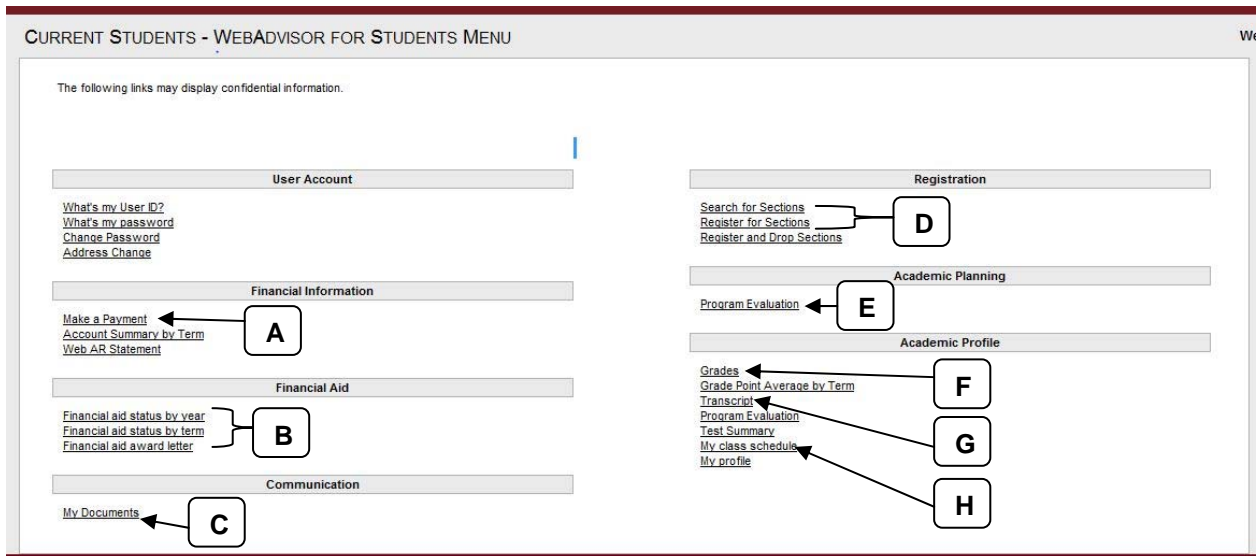 CURRENT STUDENTS - WEBADVISOR FOR STUDENTS MENU
We
The following links may display confidential information.
User Account
What's my User ID?
What's my password
Change Password
Address Change
Financial Information
Make a Payment
Account Summary by Term
Web AR Statement
A
Financial Aid
Financial aid status by year
Financial aid status by term
Financial aid award letter
B
Communication
My Documents
C
Registration
Search for Sections
Register for Sections
Register and Drop Sections
D
Academic Planning
Program Evaluation
E
Academic Profile
Grades
Grade Point Average by Term
Transcript
Program Evaluation
Test Summary
My class schedule
My profile
F
G
H